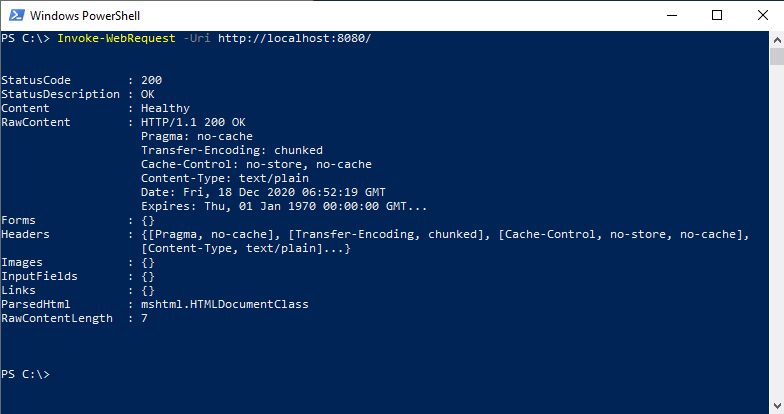 Windows PowerShell
PS C:\> Invoke-WebRequest -Uri http://localhost:8080/
StatusCode        : 200
StatusDescription : OK
Content           : Healthy
RawContent        : HTTP/1.1 200 OK
                    Pragma: no-cache
                    Transfer-Encoding: chunked
                    Cache-Control: no-store, no-cache
                    Content-Type: text/plain
                    Date: Fri, 18 Dec 2020 06:52:19 GMT
                    Expires: Thu, 01 Jan 1970 00:00:00 GMT...
Forms             : {}
Headers           : {[Pragma, no-cache], [Transfer-Encoding, chunked], [Cache-Control, no-store, no-cache],
                    [Content-Type, text/plain]...}
Images            : {}
InputFields       : {}
Links             : {}
ParsedHtml        : mshtml.HTMLDocumentClass
RawContentLength  : 7
PS C:\>